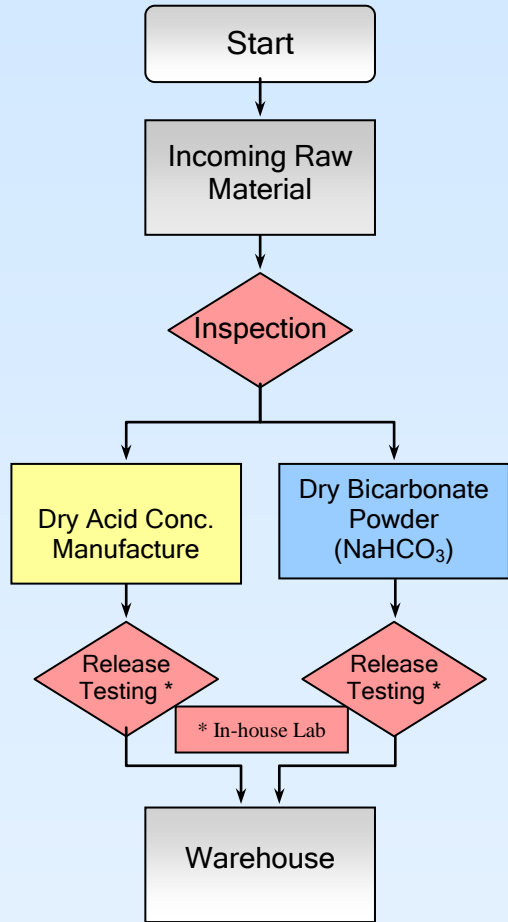 Start
Incoming Raw
Material
Inspection
Dry Acid Conc.
Manufacture
Dry Bicarbonate
Powder
(NaHCO₃)
Release
Testing *
Release
Testing *
* In-house Lab
Warehouse